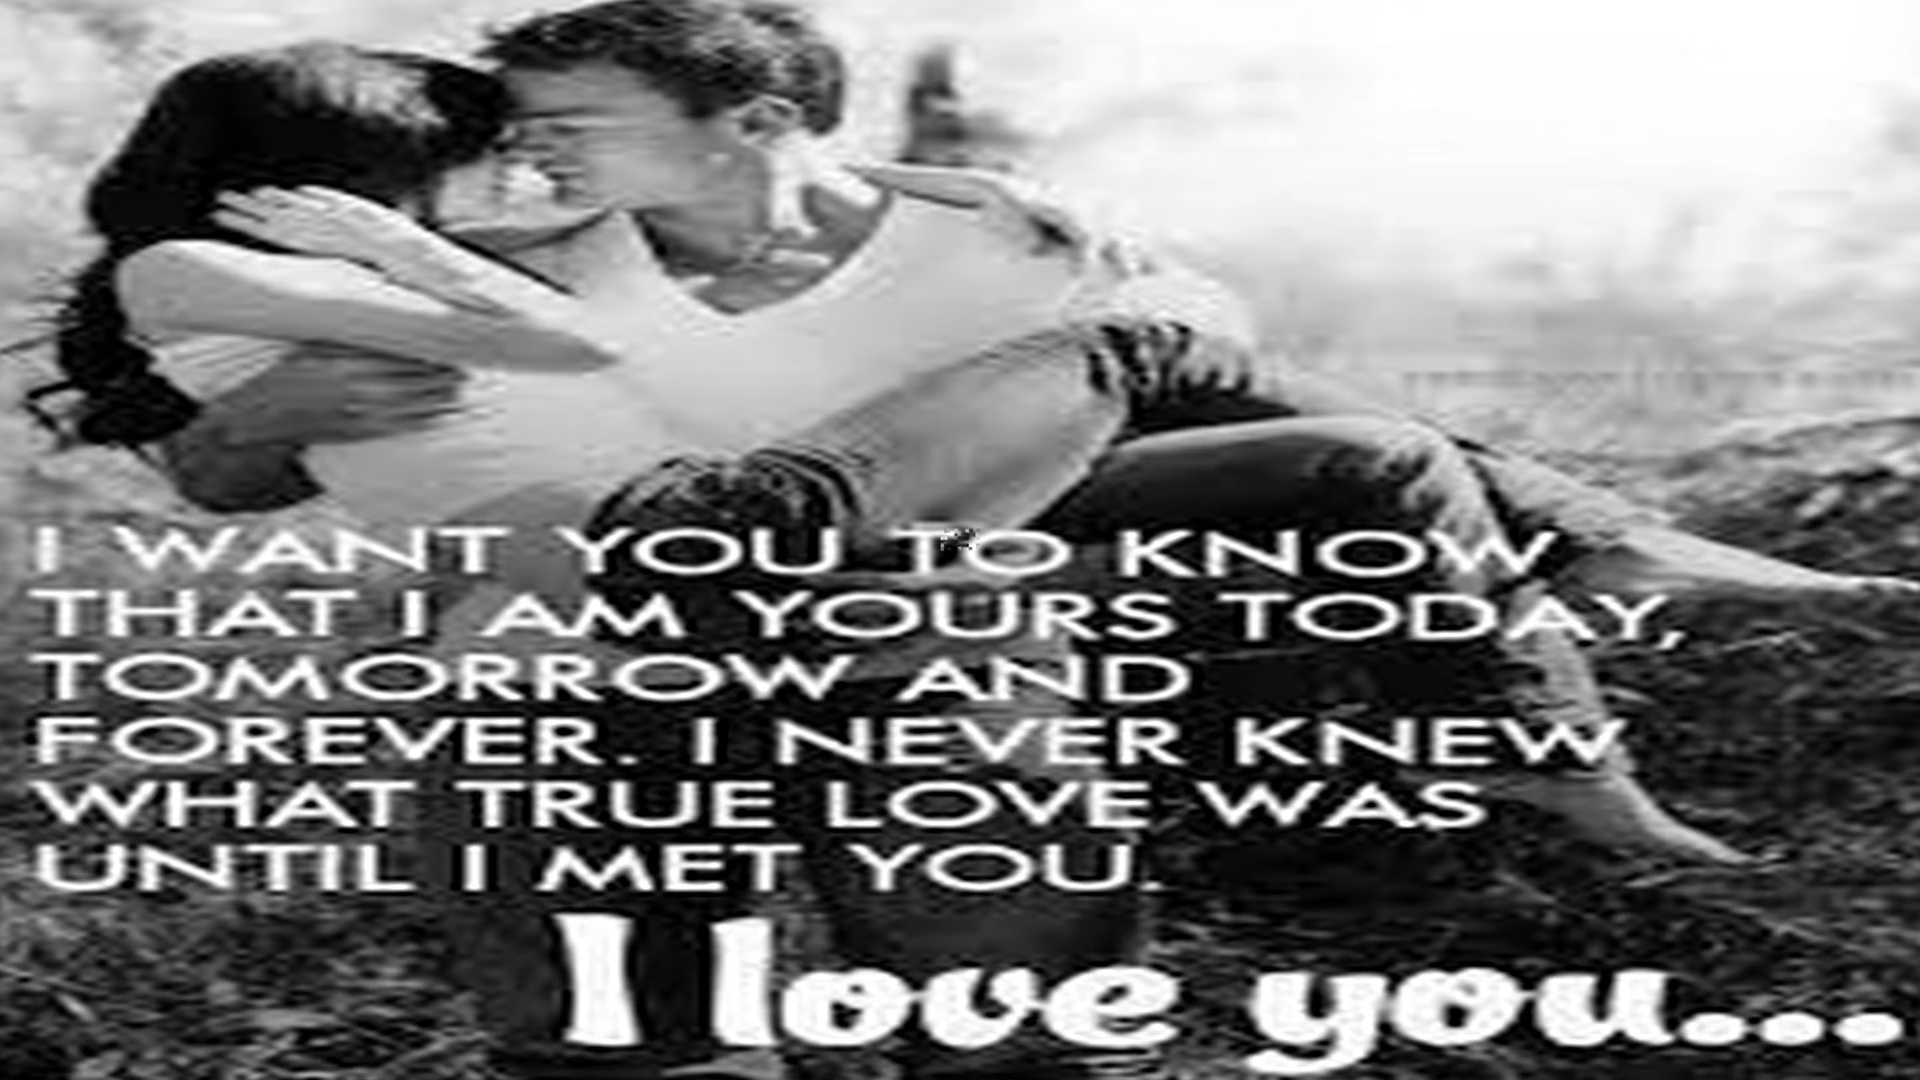 I WANT YOU TO KNOW
THAT I AM YOURS TODAY,
TOMORROW AND
FOREVER. I NEVER KNEW
WHAT TRUE LOVE WAS
UNTIL I MET YOU.
I love you...